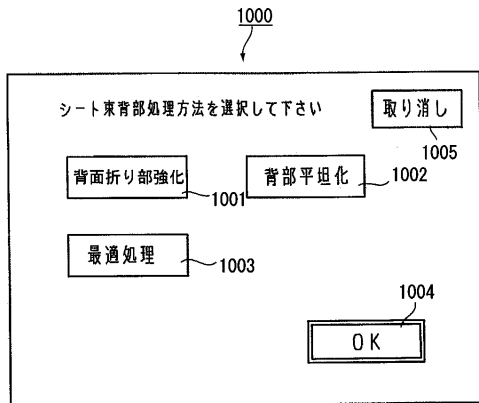 1000
シート束背部処理方法を選択して下さい
取り消し
1005
背面折り部強化
1001
背部平坦化
1002
最適処理
1003
1004
OK